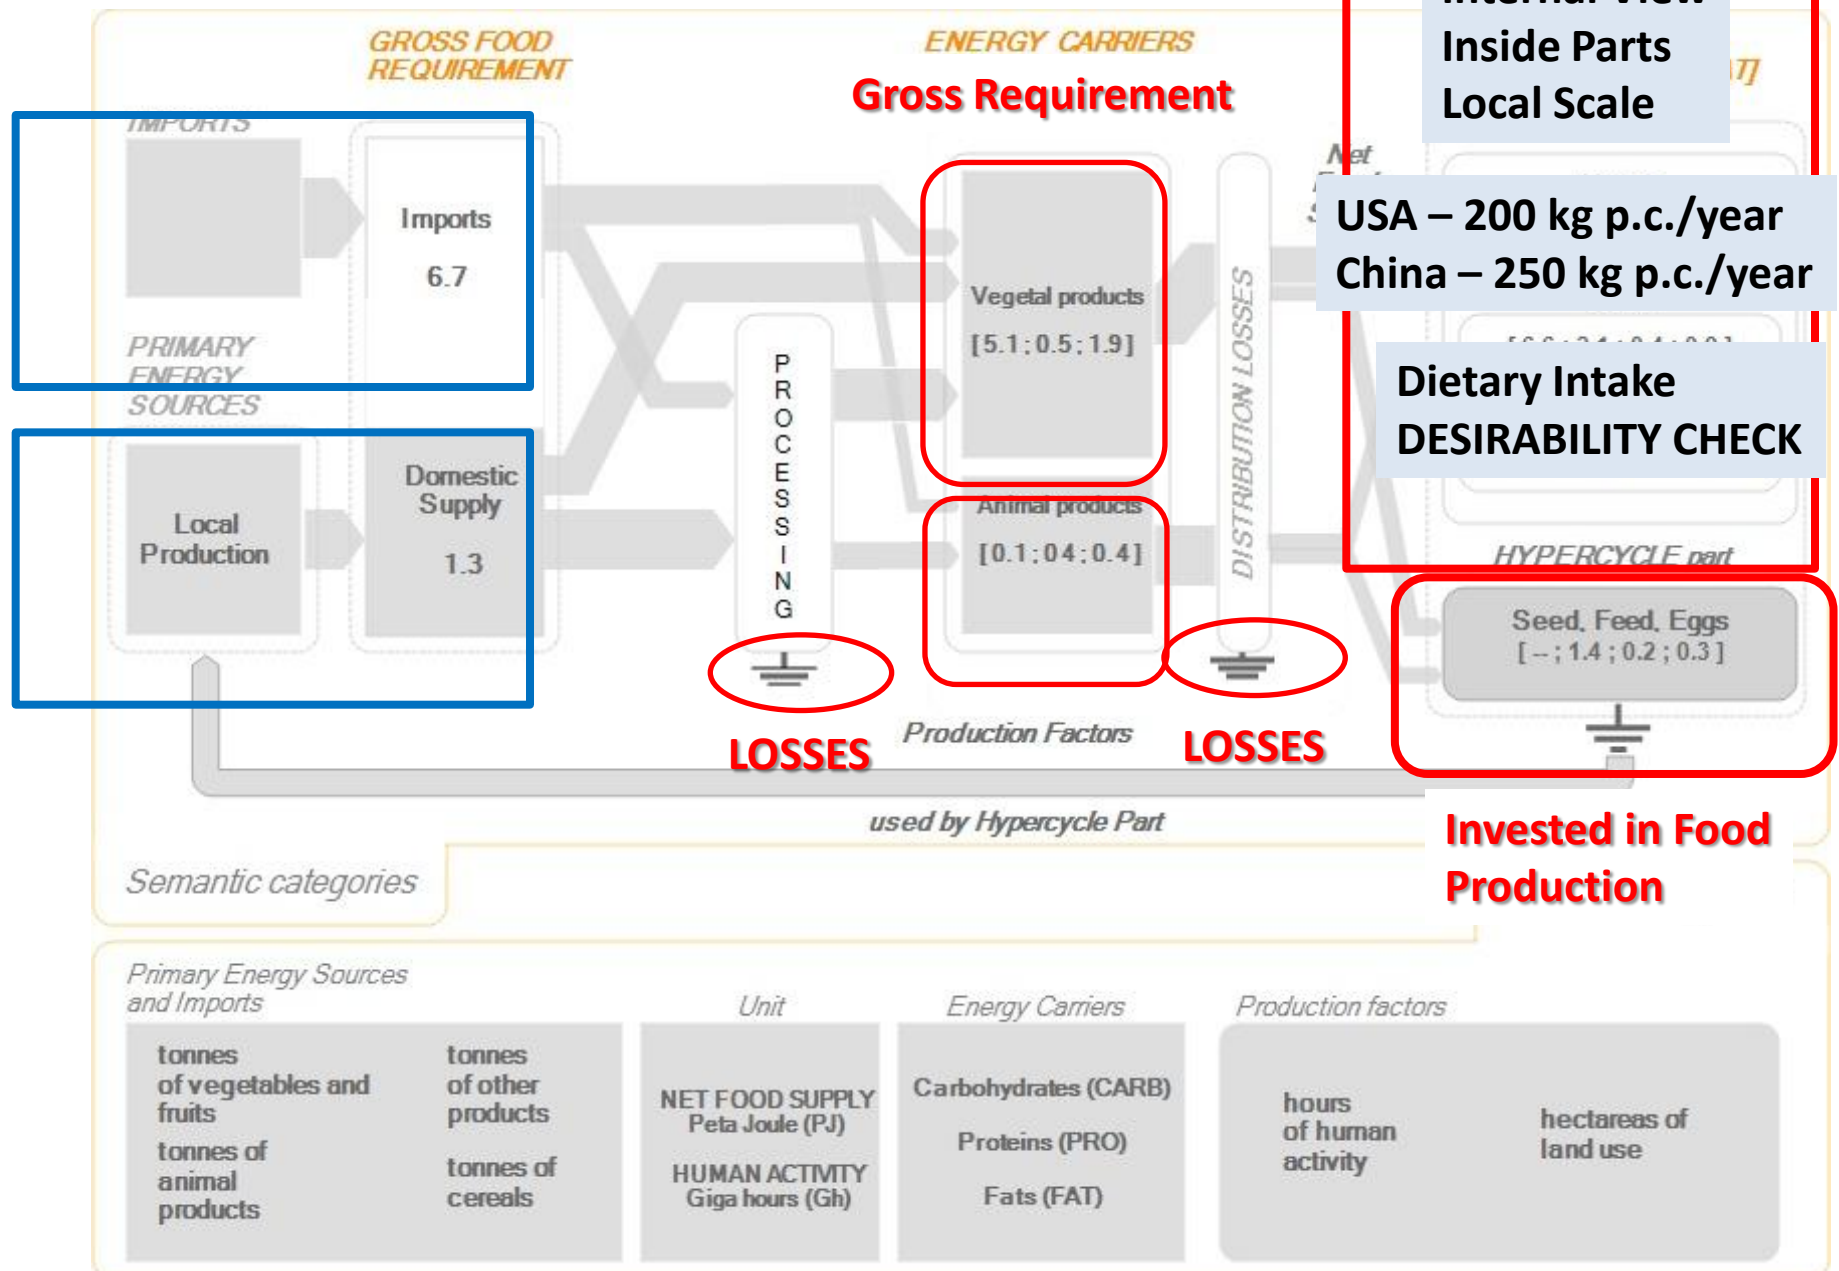 GROSS FOOD
REQUIREMENT
ENERGY CARRIERS
Gross Requirement
Internal View
Inside Parts
Local Scale
IMPORTS
Imports
6.7
Net
USA – 200 kg p.c./year
China – 250 kg p.c./year
PRIMARY
ENERGY
SOURCES
Local
Production
Domestic
Supply
1.3
PROCESSING
Vegetal products
[5.1;0.5;1.9]
Animal products
[0.1;04;0.4]
DISTRIBUTION LOSSES
Dietary Intake
DESIRABILITY CHECK
HYPERCYCLE part
Seed, Feed, Eggs
[--;1.4;0.2;0.3]
LOSSES
Production Factors
LOSSES
used by Hypercycle Part
Invested in Food
Production
Semantic categories
Primary Energy Sources
and Imports
tonnes
of vegetables and
fruits
tonnes of
animal
products
tonnes
of other
products
tonnes of
cereals
Unit
NET FOOD SUPPLY
Peta Joule (PJ)
HUMAN ACTIVITY
Giga hours (Gh)
Energy Carriers
Carbohydrates (CARB)
Proteins (PRO)
Fats (FAT)
Production factors
hours
of human
activity
hectareas of
land use